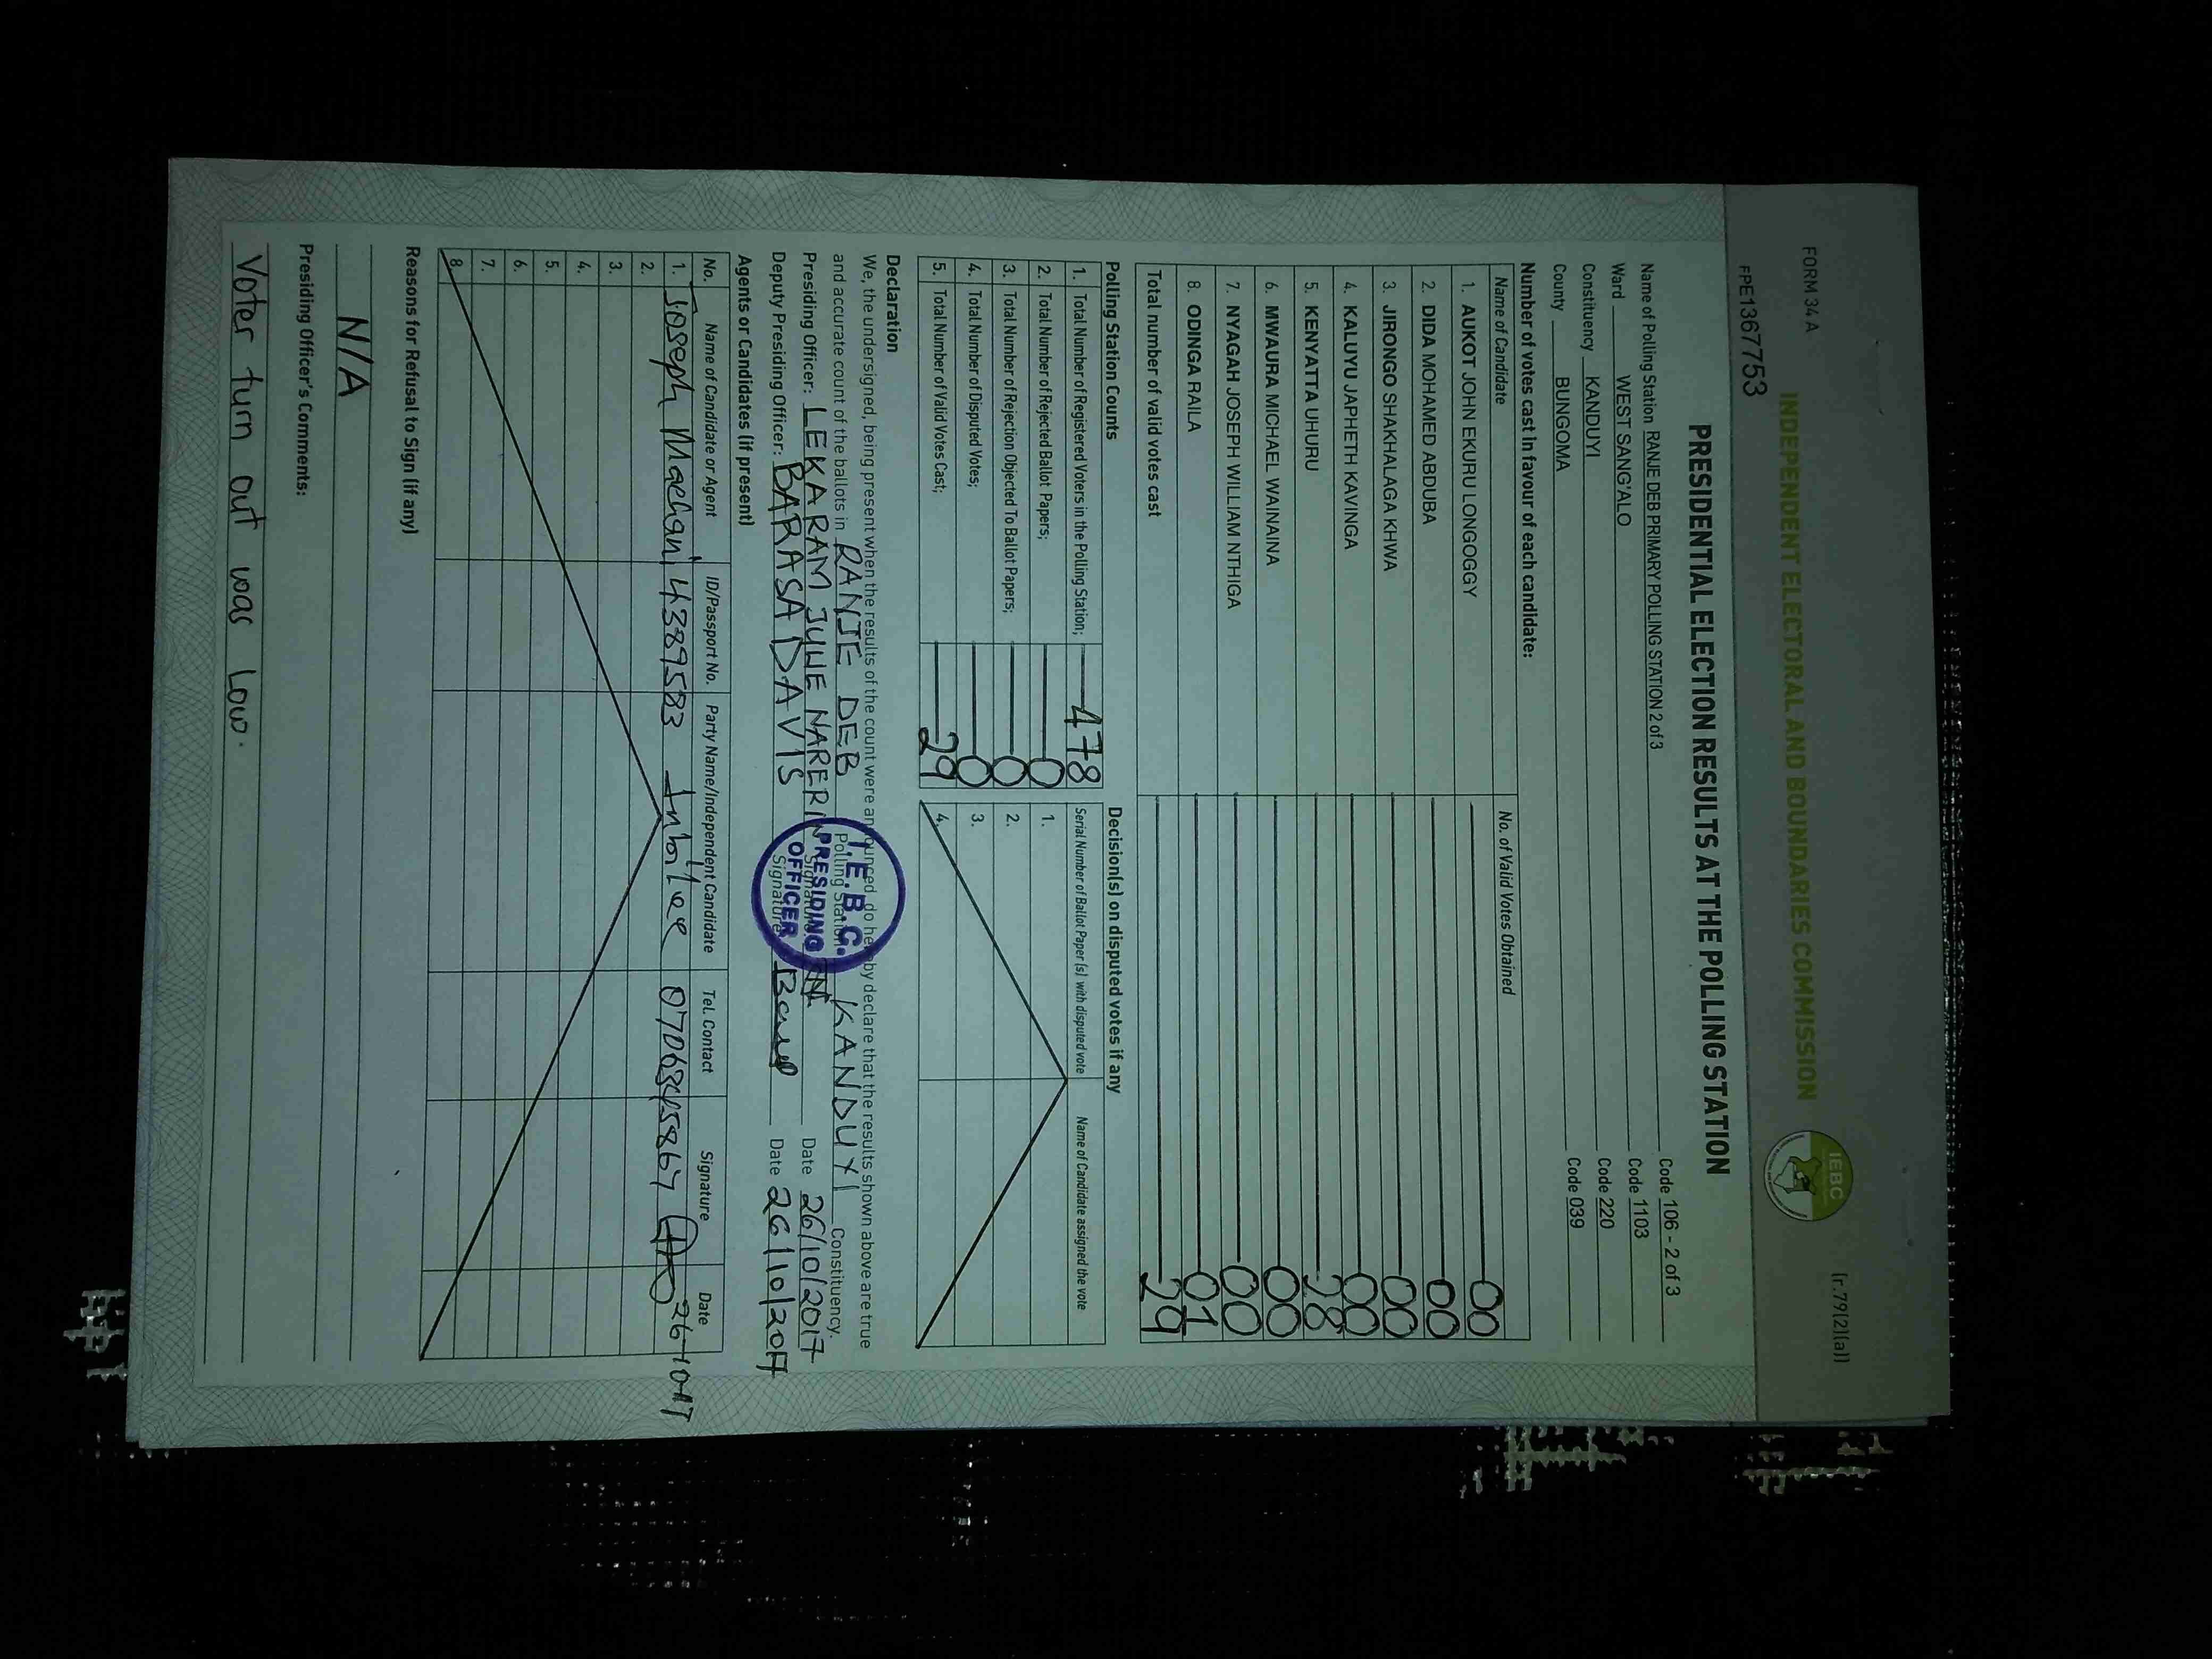 FORM 34 A
(r.79(2)(a))
INDEPENDENT ELECTORAL AND BOUNDARIES COMMISSION
IEBC
FPE1367753
PRESIDENTIAL ELECTION RESULTS AT THE POLLING STATION
Name of Polling Station RANJE DEB PRIMARY POLLING STATION 2 of 3 Code 106 - 2 of 3
Ward WEST SANG'ALO Code 1103
Constituency KANDUYI Code 220
County BUNGOMA Code 039
Number of votes cast in favour of each candidate:
Name of Candidate No. of Valid Votes Obtained
1. AUKOT JOHN EKURU LONGOGGY 00
2. DIDA MOHAMED ABDUBA 00
3. JIRONGO SHAKHALAGA KHWA 00
4. KALUYU JAPHETH KAVINGA 00
5. KENYATTA UHURU 28
6. MWAURA MICHAEL WAINAINA 00
7. NYAGAH JOSEPH WILLIAM NTHIGA 00
8. ODINGA RAILA 01
Total number of valid votes cast 29
Polling Station Counts Decision(s) on disputed votes if any
1. Total Number of Registered Voters in the Polling Station; 478 Serial Number of Ballot Paper (s) with disputed vote Name of Candidate assigned the vote
2. Total Number of Rejected Ballot Papers; 0 1.
3. Total Number of Rejection Objected To Ballot Papers; 0 2.
4. Total Number of Disputed Votes; 0 3.
5. Total Number of Valid Votes Cast; 29 4.
Declaration
We, the undersigned, being present when the results of the count were announced, do hereby declare that the results shown above are true
and accurate count of the ballots in RANJE DEB Polling Station KANDUYI Constituency.
Presiding Officer: LEKARAM JUNE NARERIN Signature Date 26/10/2017
Deputy Presiding Officer: BARASA DAVIS Signature Date 26/10/2017
I.E.B.C.
PRESIDING
OFFICER
Agents or Candidates (if present)
No. Name of Candidate or Agent ID/Passport No. Party Name/Independent Candidate Tel. Contact Signature Date
1. Joseph 4389583 Jubilee 26-10-17
2.
3.
4.
5.
6.
7.
8.
Reasons for Refusal to Sign (if any)
N/A
Presiding Officer's Comments:
Voter turn out was low.